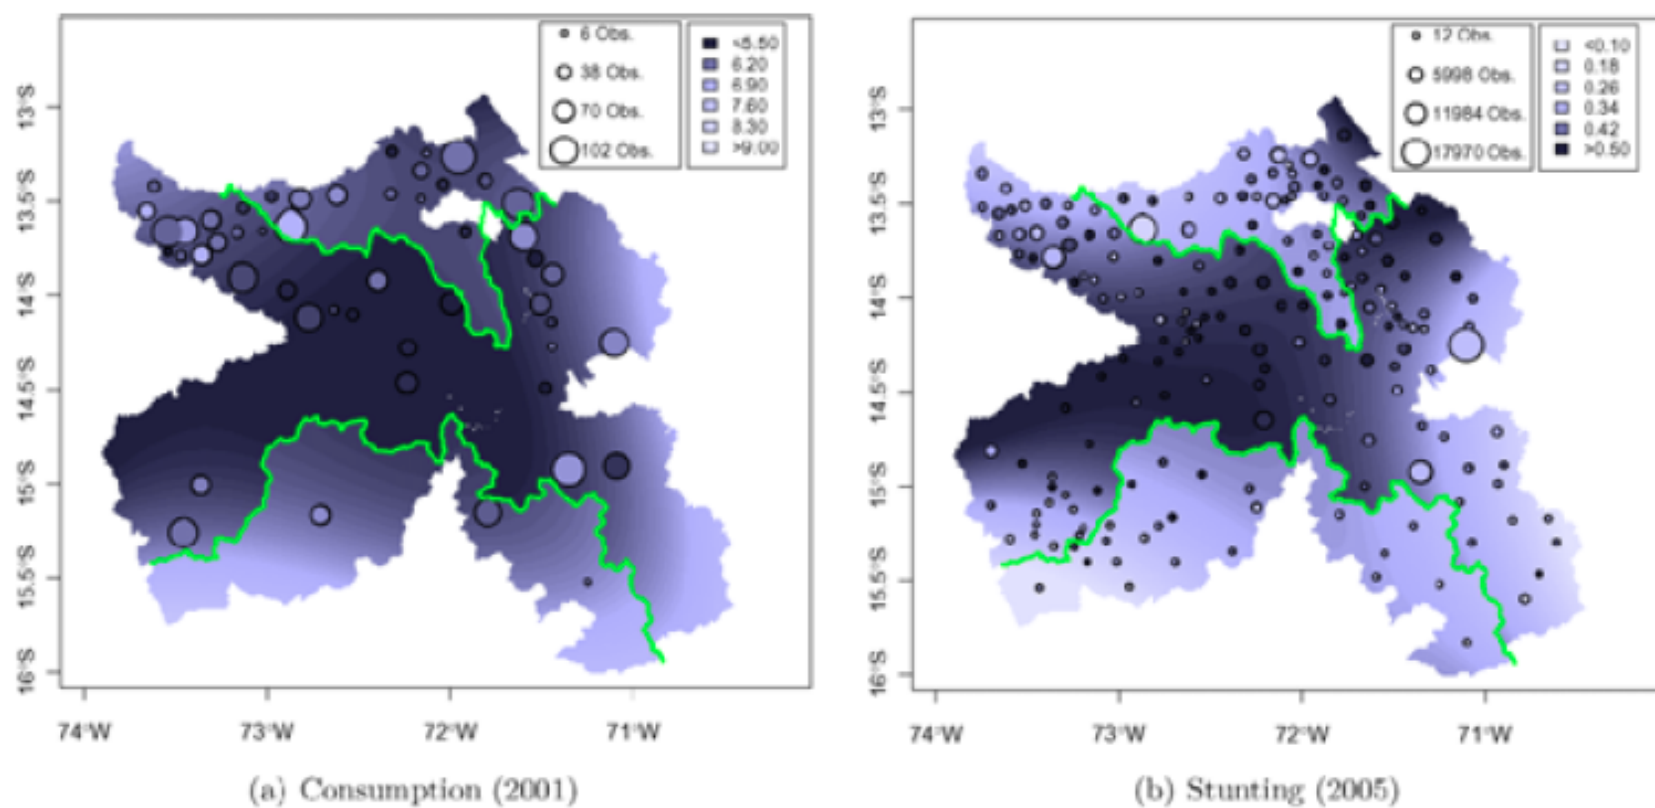 6 Obs.
38 Obs.
70 Obs.
102 Obs.
<5.50
6.20
6.90
7.60
8.30
>9.00
13°S
13.5°S
14°S
14.5°S
15°S
15.5°S
16°S
74°W
73°W
72°W
71°W
(a) Consumption (2001)
12 Obs.
5998 Obs.
11984 Obs.
17970 Obs.
<0.10
0.18
0.26
0.34
0.42
>0.50
13°S
13.5°S
14°S
14.5°S
15°S
15.5°S
16°S
74°W
73°W
72°W
71°W
(b) Stunting (2005)